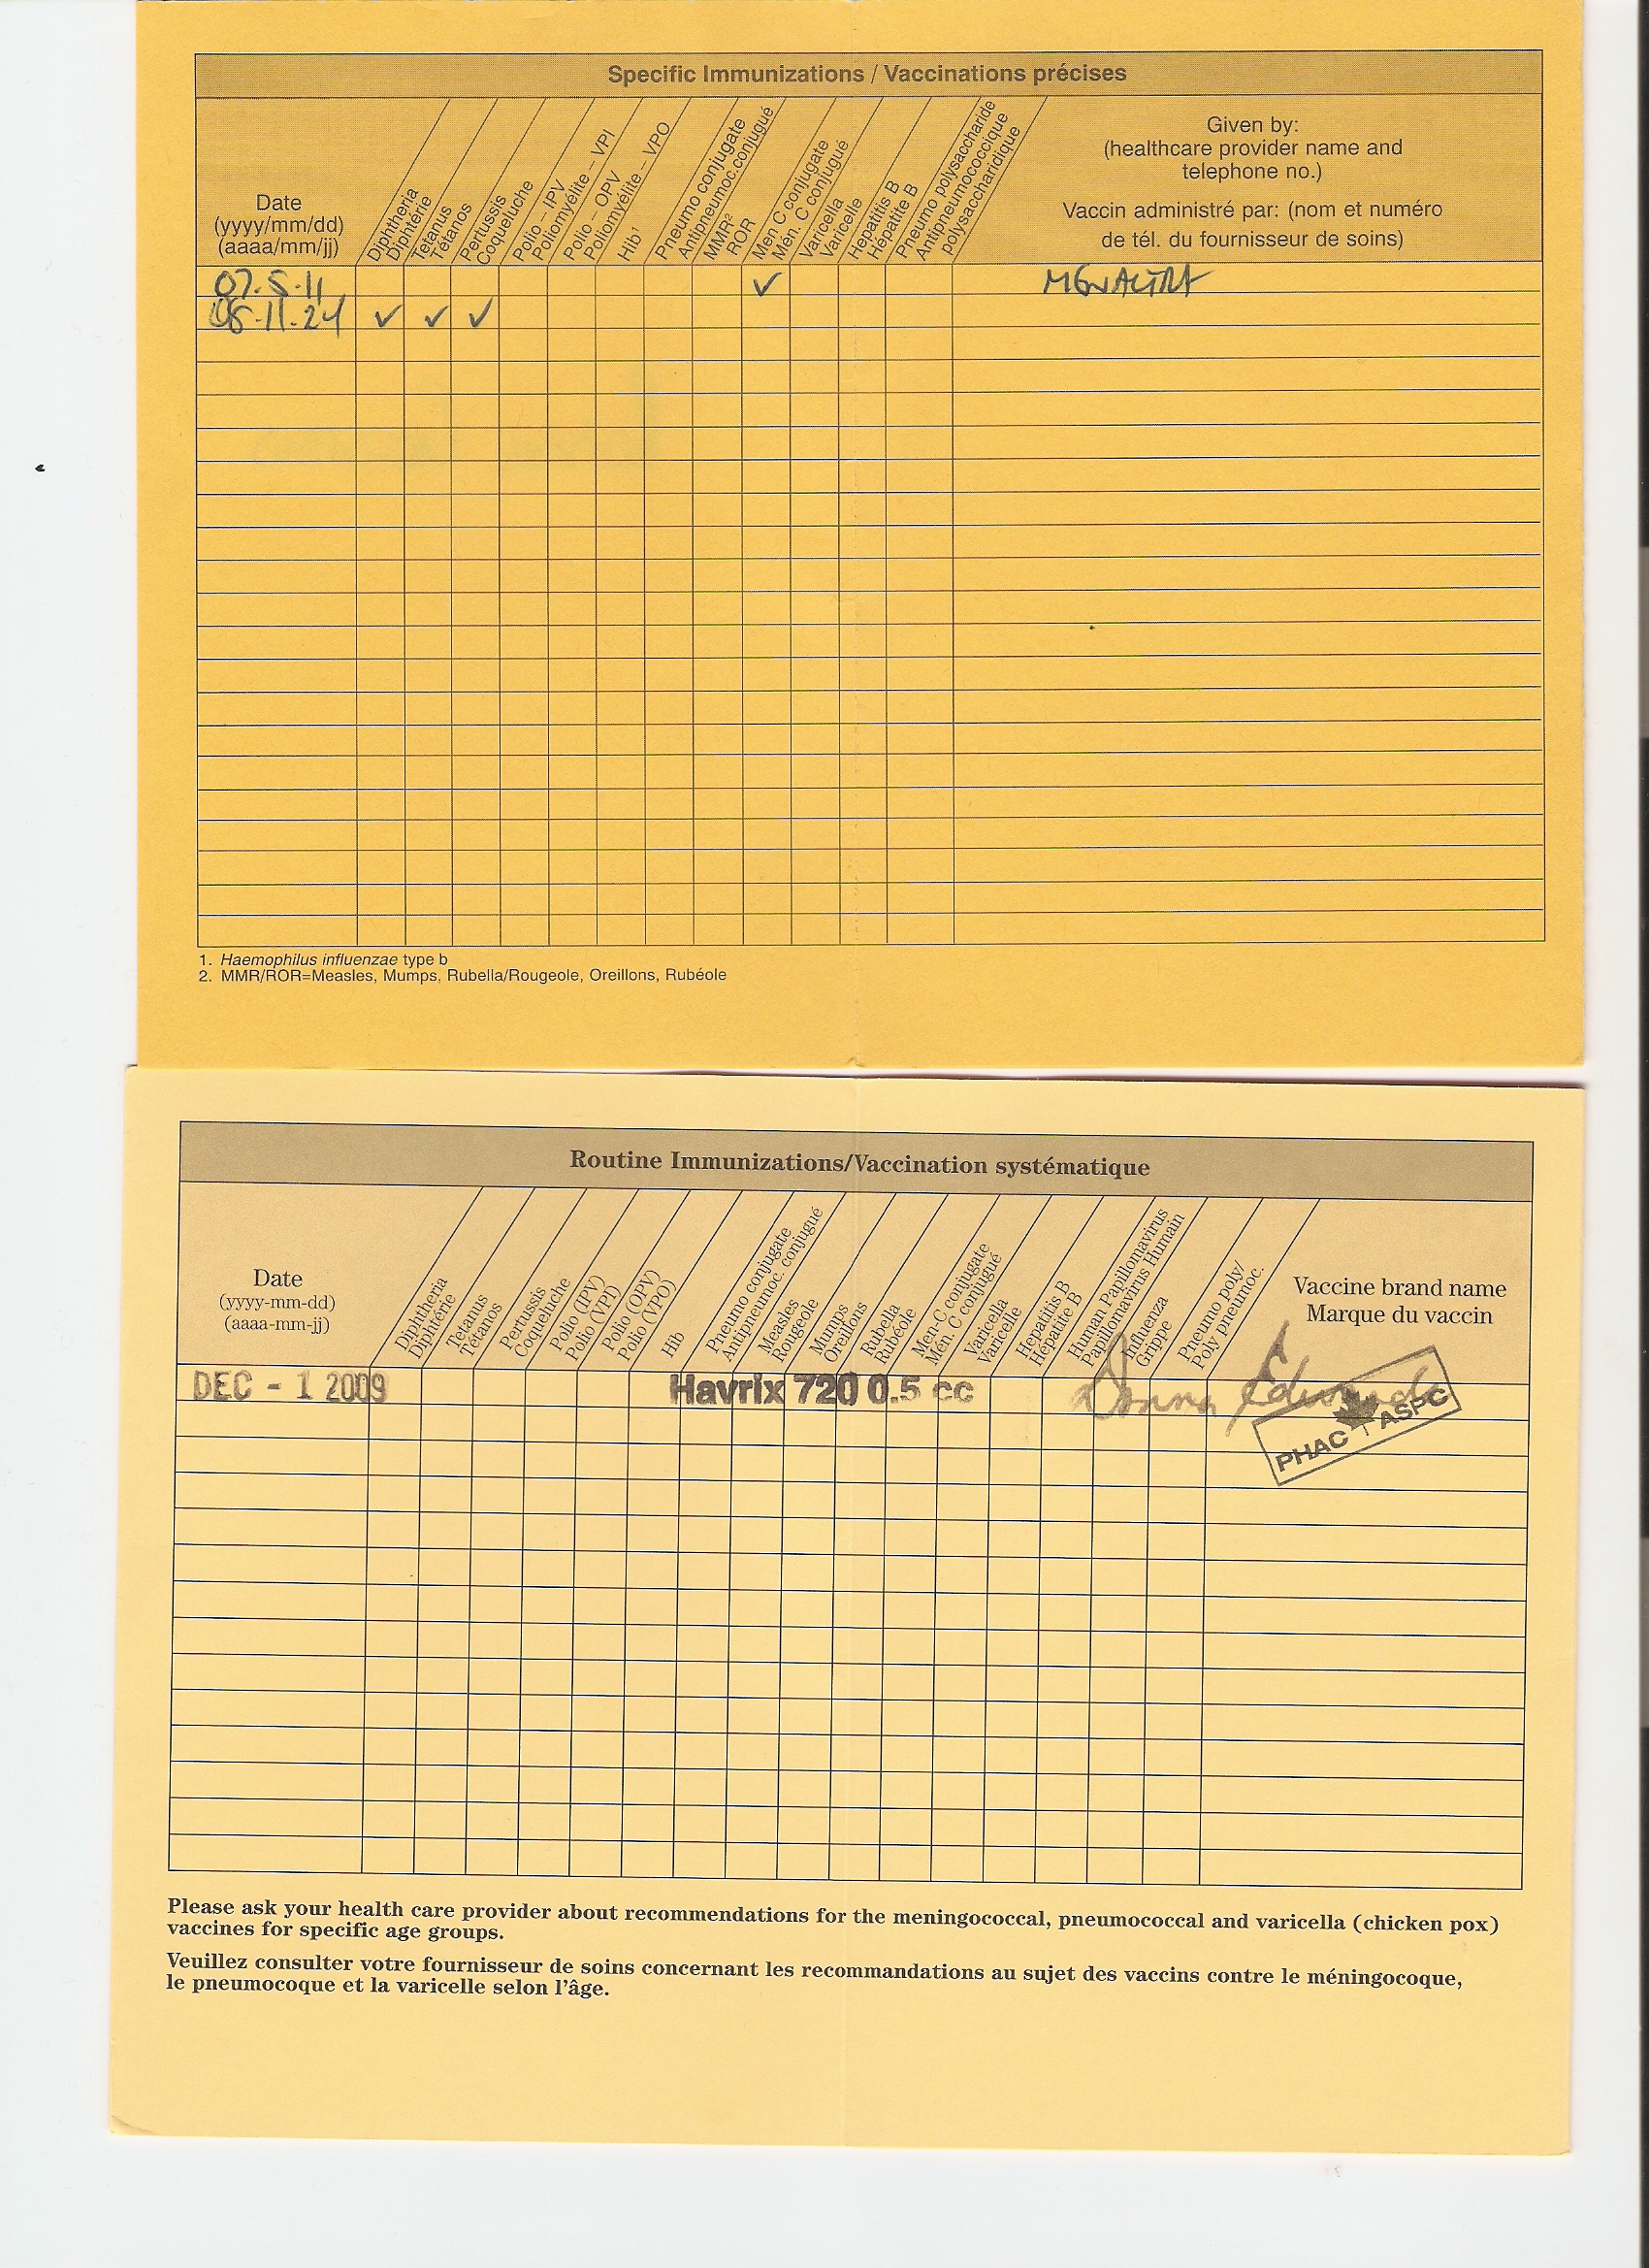 Specific Immunizations / Vaccinations précises
Date
(yyyy/mm/dd)
(aaaa/mm/jj)
Diphtheria
Diphtérie
Tetanus
Tétanos
Pertussis
Coqueluche
Polio – IPV
Poliomyélite – VPI
Polio – OPV
Poliomyélite – VPO
Hib¹
Pneumo conjugate
Antipneumoc.conjugué
MMR²
ROR
Men C conjugate
Mén. C conjugué
Varicella
Varicelle
Hepatitis B
Hépatite B
Pneumo polysaccharide
Antipneumococcique
polysaccharidique
Given by:
(healthcare provider name and
telephone no.)
Vaccin administré par: (nom et numéro
de tél. du fournisseur de soins)
07.5.11 ✓
11.24 ✓ ✓ ✓
1. Haemophilus influenzae type b
2. MMR/ROR=Measles, Mumps, Rubella/Rougeole, Oreillons, Rubéole
Routine Immunizations/Vaccination systématique
Date
(yyyy-mm-dd)
(aaaa-mm-jj)
Diphtheria
Diphtérie
Tetanus
Tétanos
Pertussis
Coqueluche
Polio (IPV)
Polio (VPI)
Polio (OPV)
Polio (VPO)
Hib
Pneumo conjugate
Antipneumoc. conjugué
Measles
Rougeole
Mumps
Oreillons
Rubella
Rubéole
Men-C conjugate
Mén. C conjugué
Varicella
Varicelle
Hepatitis B
Hépatite B
Human Papillomavirus
Papillomavirus Humain
Influenza
Grippe
Pneumo poly/
Poly pneumoc.
Vaccine brand name
Marque du vaccin
DEC - 1 2009 Havrix 720 0.5 cc Donna Edwards
PHAC ASPC
Please ask your health care provider about recommendations for the meningococcal, pneumococcal and varicella (chicken pox)
vaccines for specific age groups.
Veuillez consulter votre fournisseur de soins concernant les recommandations au sujet des vaccins contre le méningocoque,
le pneumocoque et la varicelle selon l'âge.